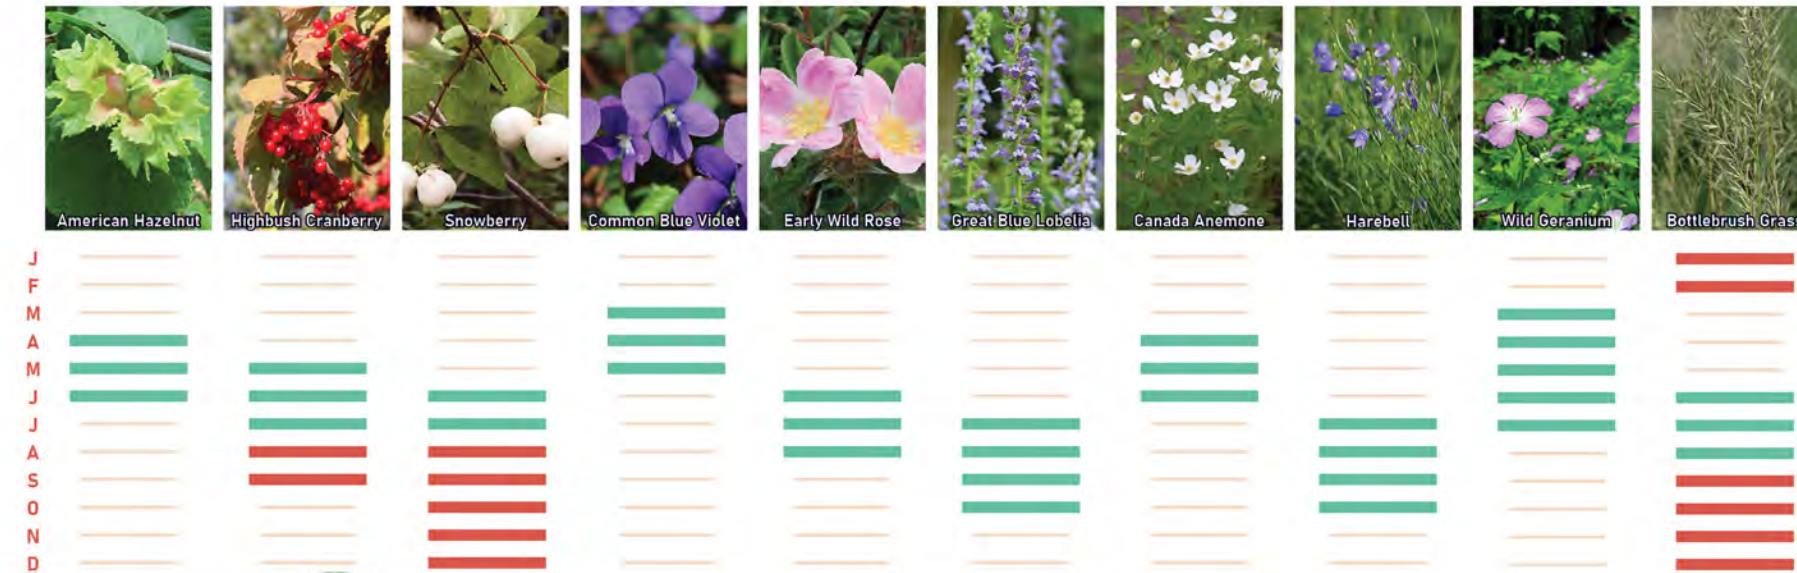 American Hazelnut
Highbush Cranberry
Snowberry
Common Blue Violet
Early Wild Rose
Great Blue Lobelia
Canada Anemone
Harebell
Wild Geranium
Bottlebrush Grass
J
F
M
A
M
J
J
A
S
O
N
D